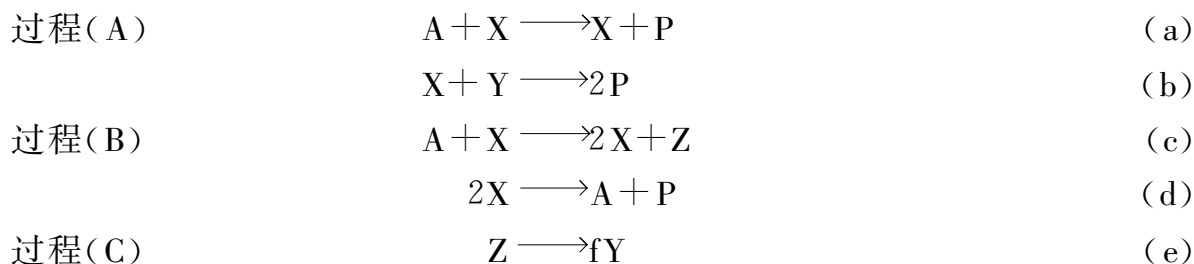 过程(A) A+X⟶X+P (a)
X+Y⟶2P (b)
过程(B) A+X⟶2X+Z (c)
2X⟶A+P (d)
过程(C) Z⟶fY (e)